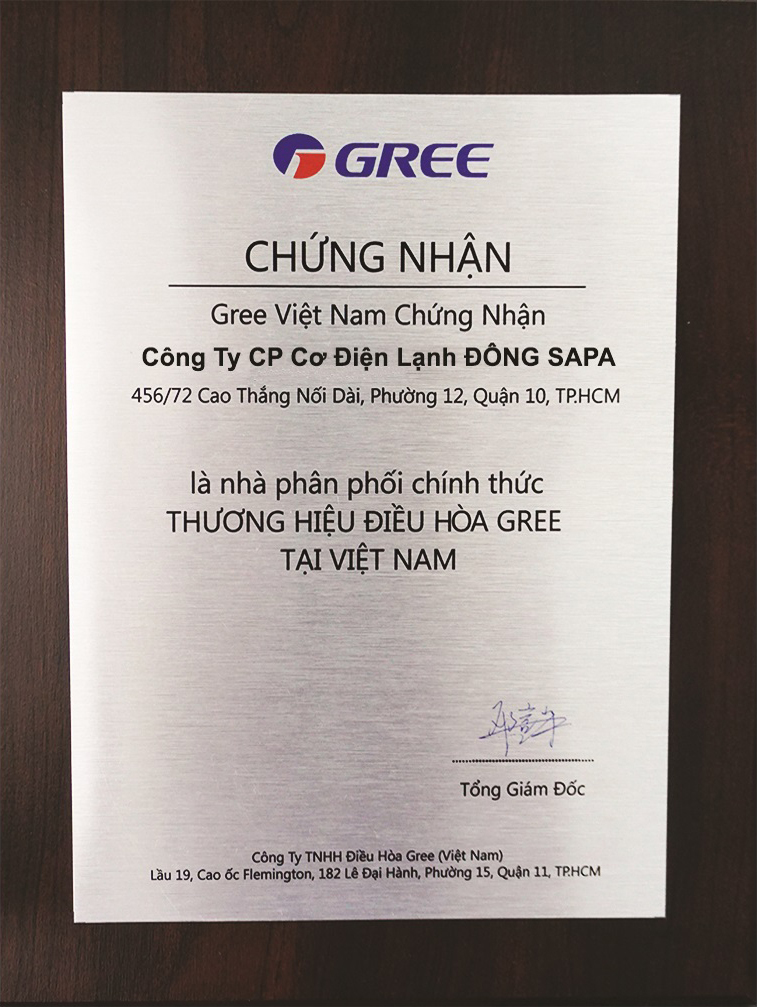 GREE
CHỨNG NHẬN
Gree Việt Nam Chứng Nhận
Công Ty CP Cơ Điện Lạnh ĐÔNG SAPA
456/72 Cao Thắng Nối Dài, Phường 12, Quận 10, TP.HCM
là nhà phân phối chính thức
THƯƠNG HIỆU ĐIỀU HÒA GREE
TẠI VIỆT NAM
Tổng Giám Đốc
Công Ty TNHH Điều Hòa Gree (Việt Nam)
Lầu 19, Cao ốc Flemington, 182 Lê Đại Hành, Phường 15, Quận 11, TP.HCM